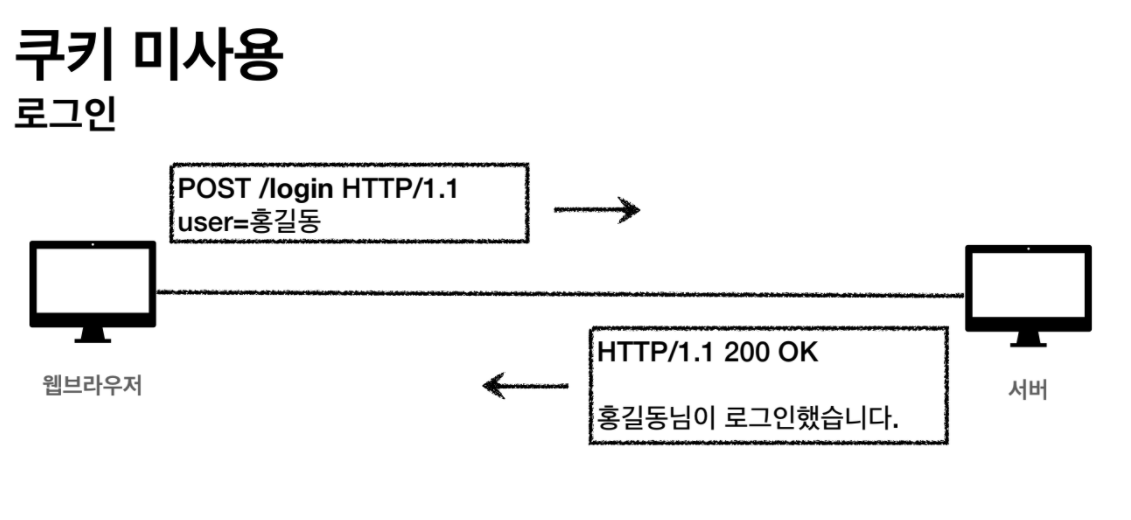 쿠키 미사용
로그인
POST /login HTTP/1.1
user=홍길동
웹브라우저
HTTP/1.1 200 OK
홍길동님이 로그인했습니다.
서버